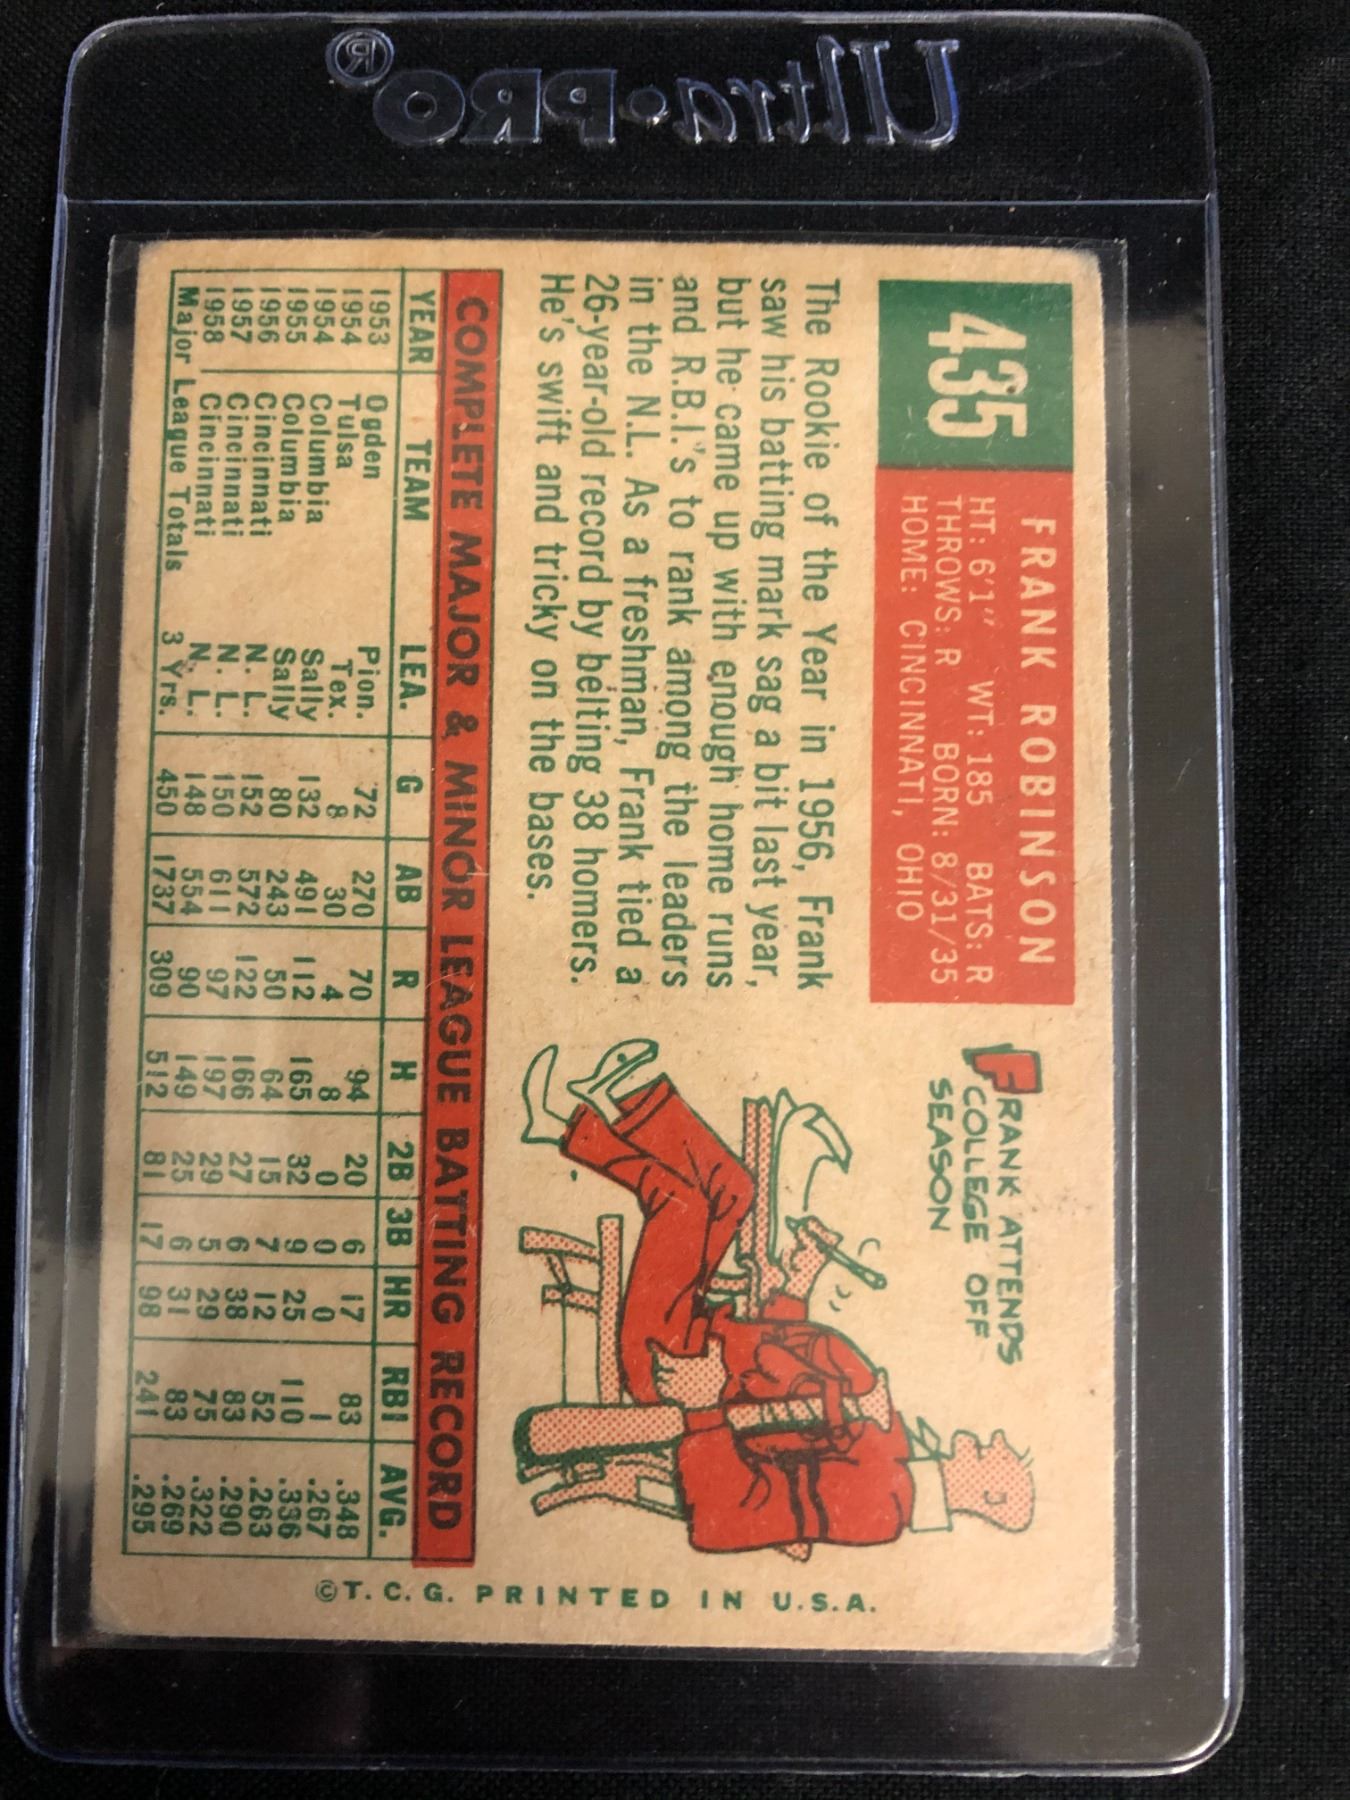 Ultra•PRO®
435
FRANK ROBINSON
HT: 6'1" WT: 185 BATS: R
THROWS: R BORN: 8/31/35
HOME: CINCINNATI, OHIO
The Rookie of the Year in 1956, Frank
saw his batting mark sag a bit last year,
but he came up with enough home runs
and R.B.I.'s to rank among the leaders
in the N.L. As a freshman, Frank tied a
26-year-old record by belting 38 homers.
He's swift and tricky on the bases.
FRANK ATTENDS
COLLEGE OFF
SEASON
COMPLETE MAJOR & MINOR LEAGUE BATTING RECORD
YEAR TEAM LEA. G AB R H 2B 3B HR RBI AVG.
1953 Ogden Pion. 72 270 70 94 20 6 17 83 .348
1954 Tulsa Tex. 8 30 4 8 0 0 0 1 .267
1954 Columbia Sally 132 491 112 165 32 9 25 110 .336
1955 Columbia Sally 80 243 50 64 15 7 12 52 .263
1956 Cincinnati N. L. 152 572 122 166 27 6 38 83 .290
1957 Cincinnati N. L. 150 611 97 197 29 5 29 75 .322
1958 Cincinnati N. L. 148 554 90 149 25 6 31 83 .269
Major League Totals 3 Yrs. 450 1737 309 512 81 17 98 241 .295
©T. C. G. PRINTED IN U.S.A.